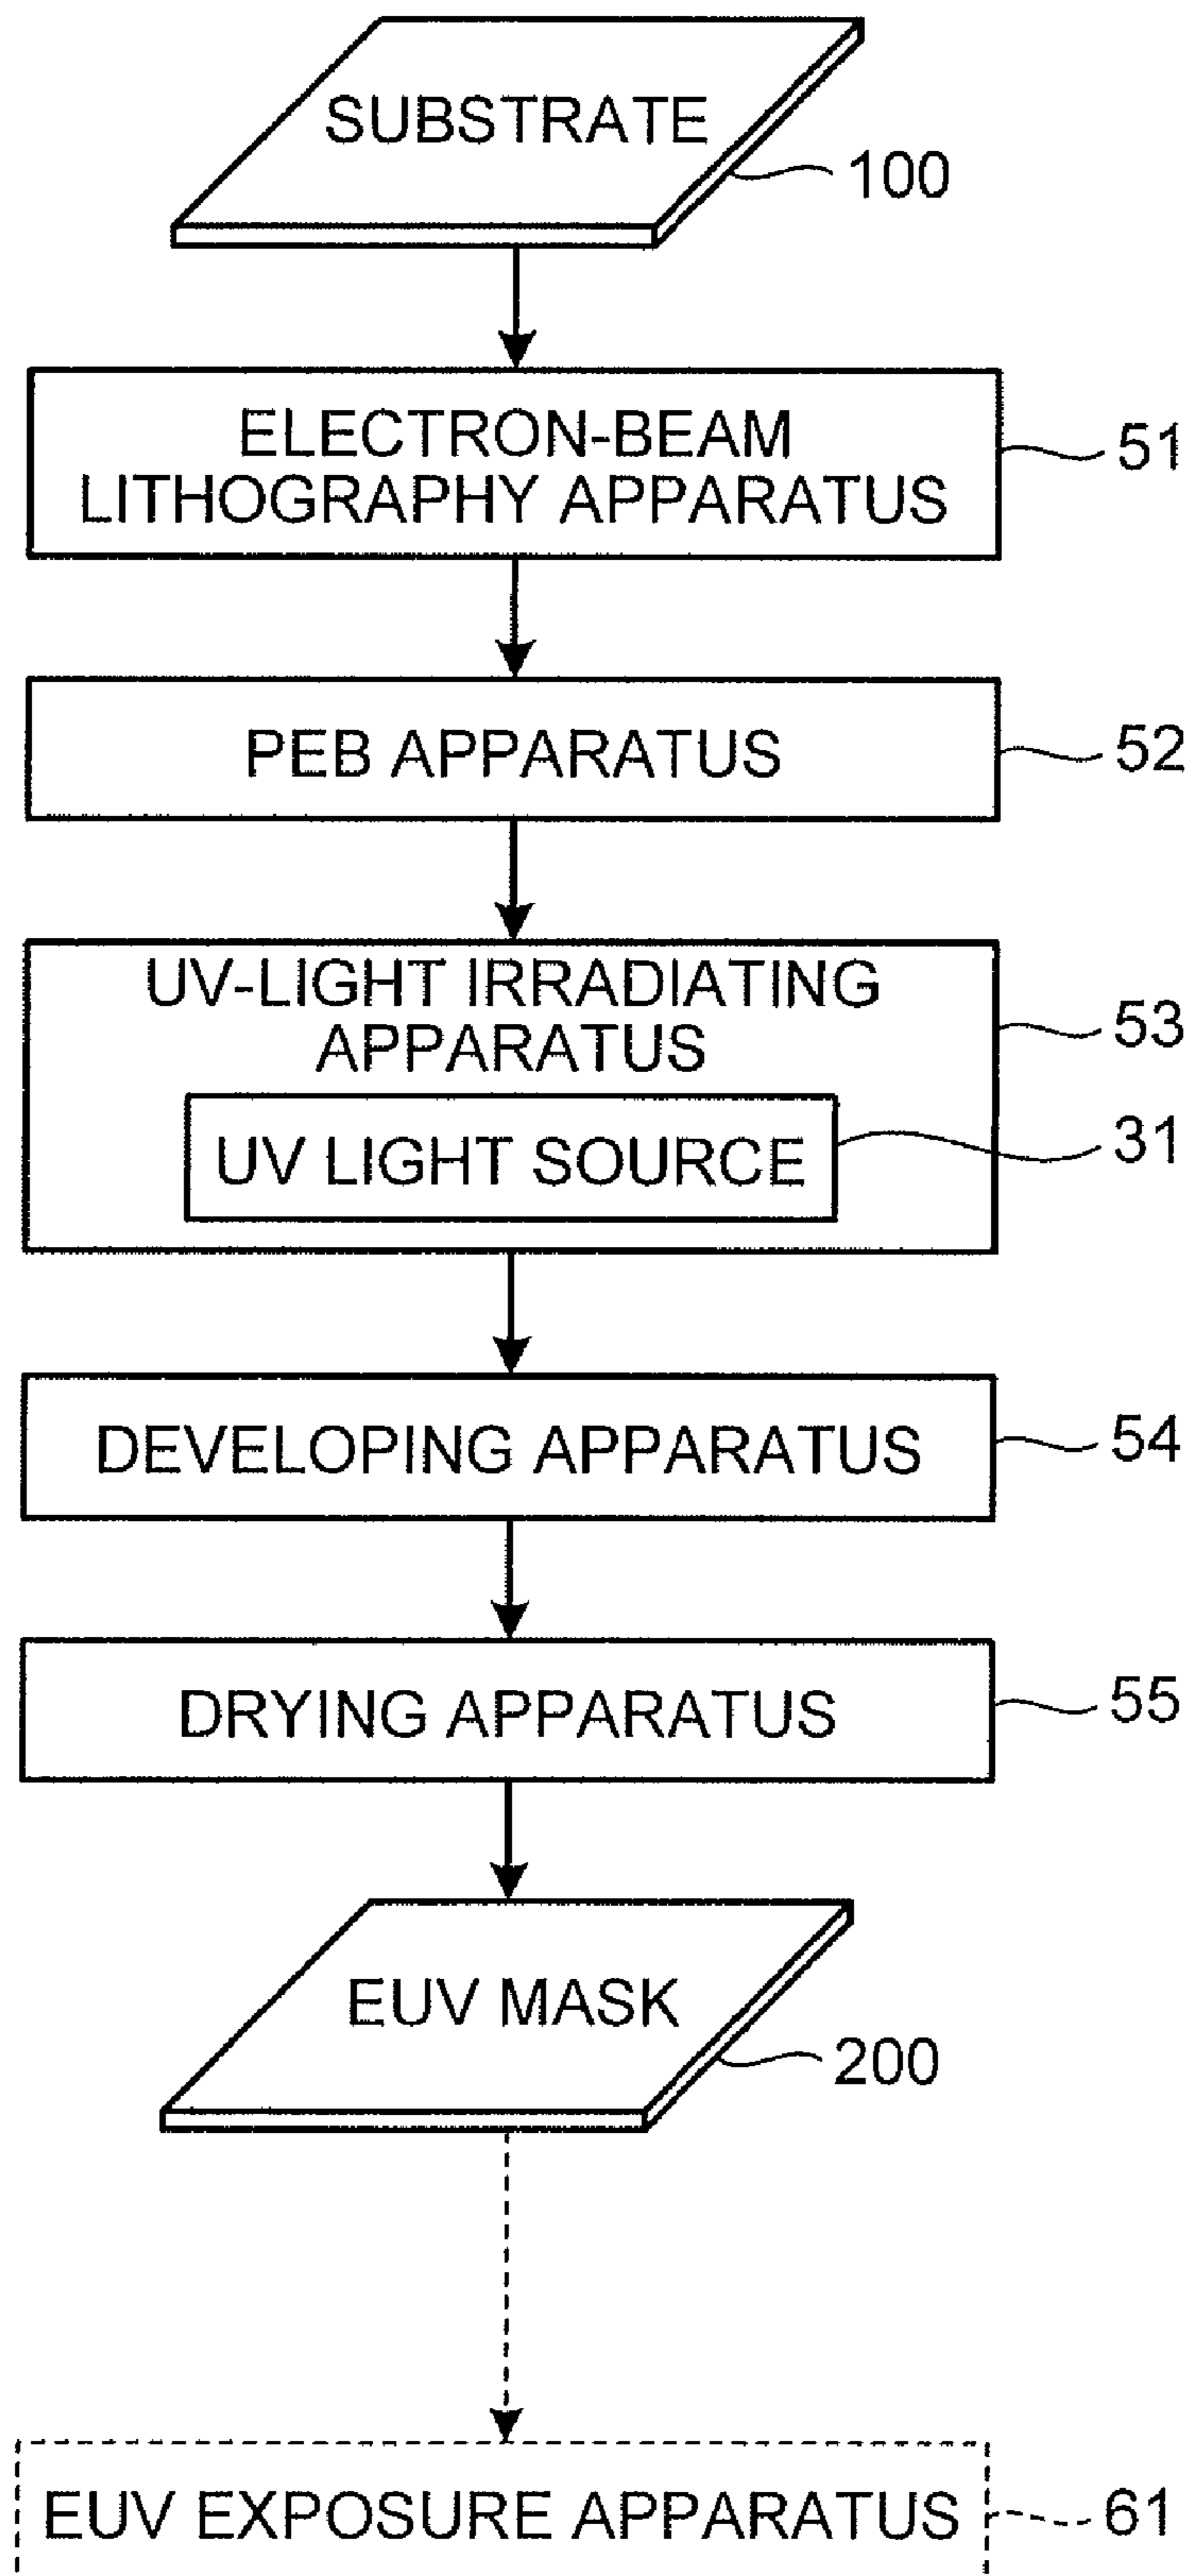 SUBSTRATE
100
ELECTRON-BEAM
LITHOGRAPHY APPARATUS
51
PEB APPARATUS
52
UV-LIGHT IRRADIATING
APPARATUS
53
UV LIGHT SOURCE
31
DEVELOPING APPARATUS
54
DRYING APPARATUS
55
EUV MASK
200
EUV EXPOSURE APPARATUS
61